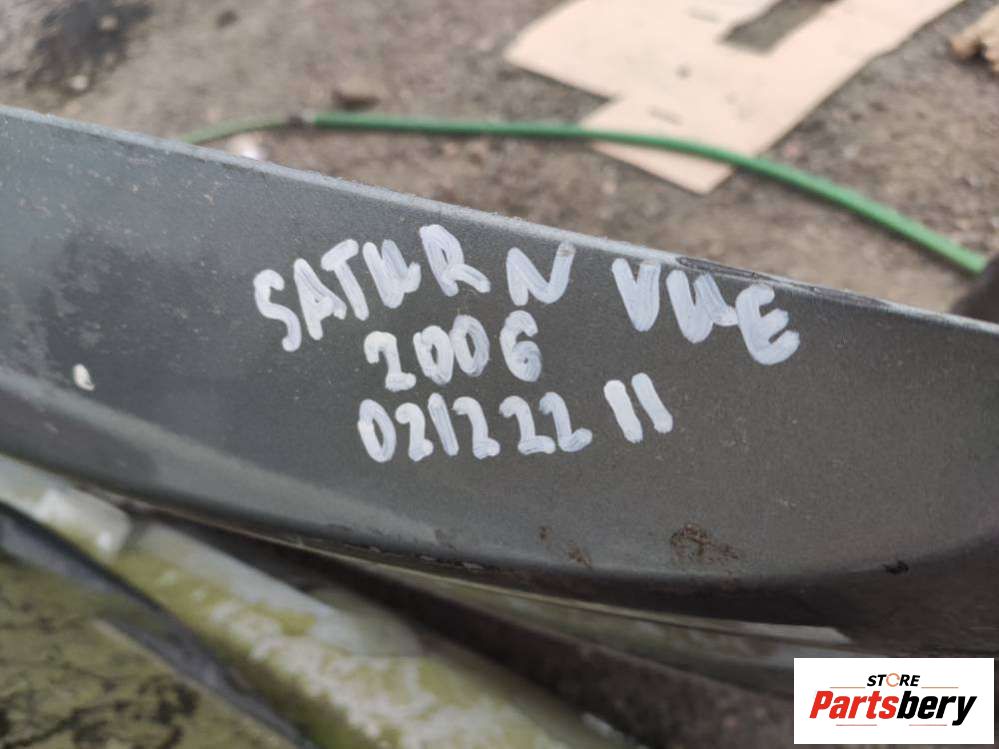 SATURN VUE
2006
021222 11
STORE
Partsbery